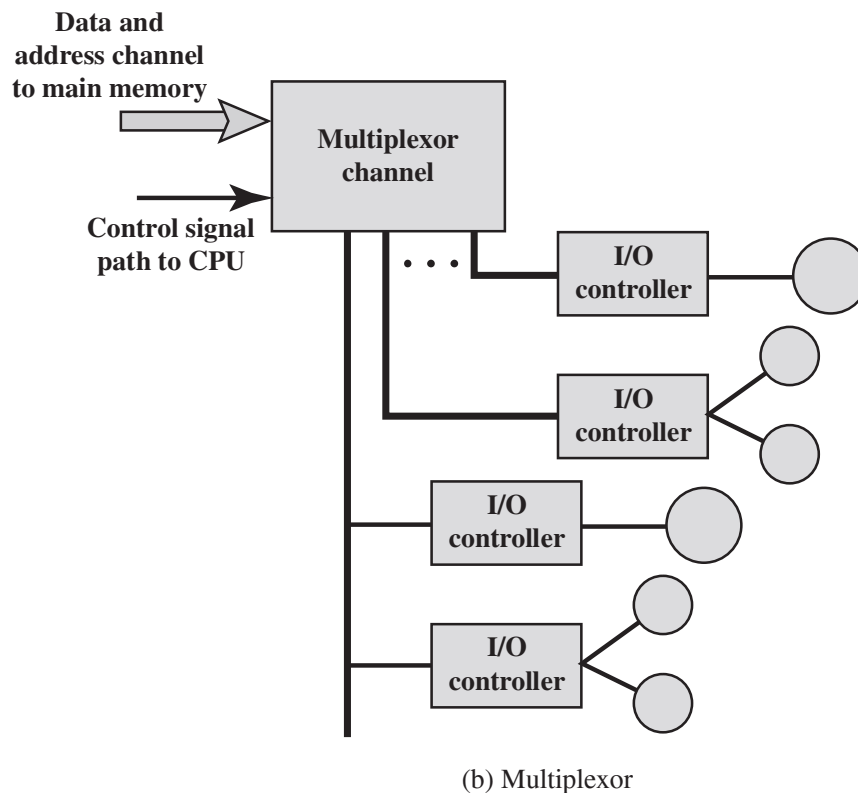 Data and
address channel
to main memory
Multiplexor
channel
Control signal
path to CPU
• • •
I/O
controller
I/O
controller
I/O
controller
I/O
controller
(b) Multiplexor